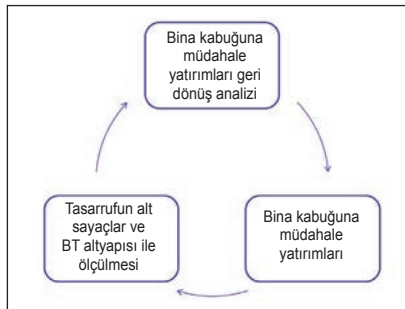 Bina kabuğuna
müdahale
yatırımları geri
dönüş analizi
Bina kabuğuna
müdahale
yatırımları
Tasarrufun alt
sayaçlar ve
BT altyapısı ile
ölçülmesi